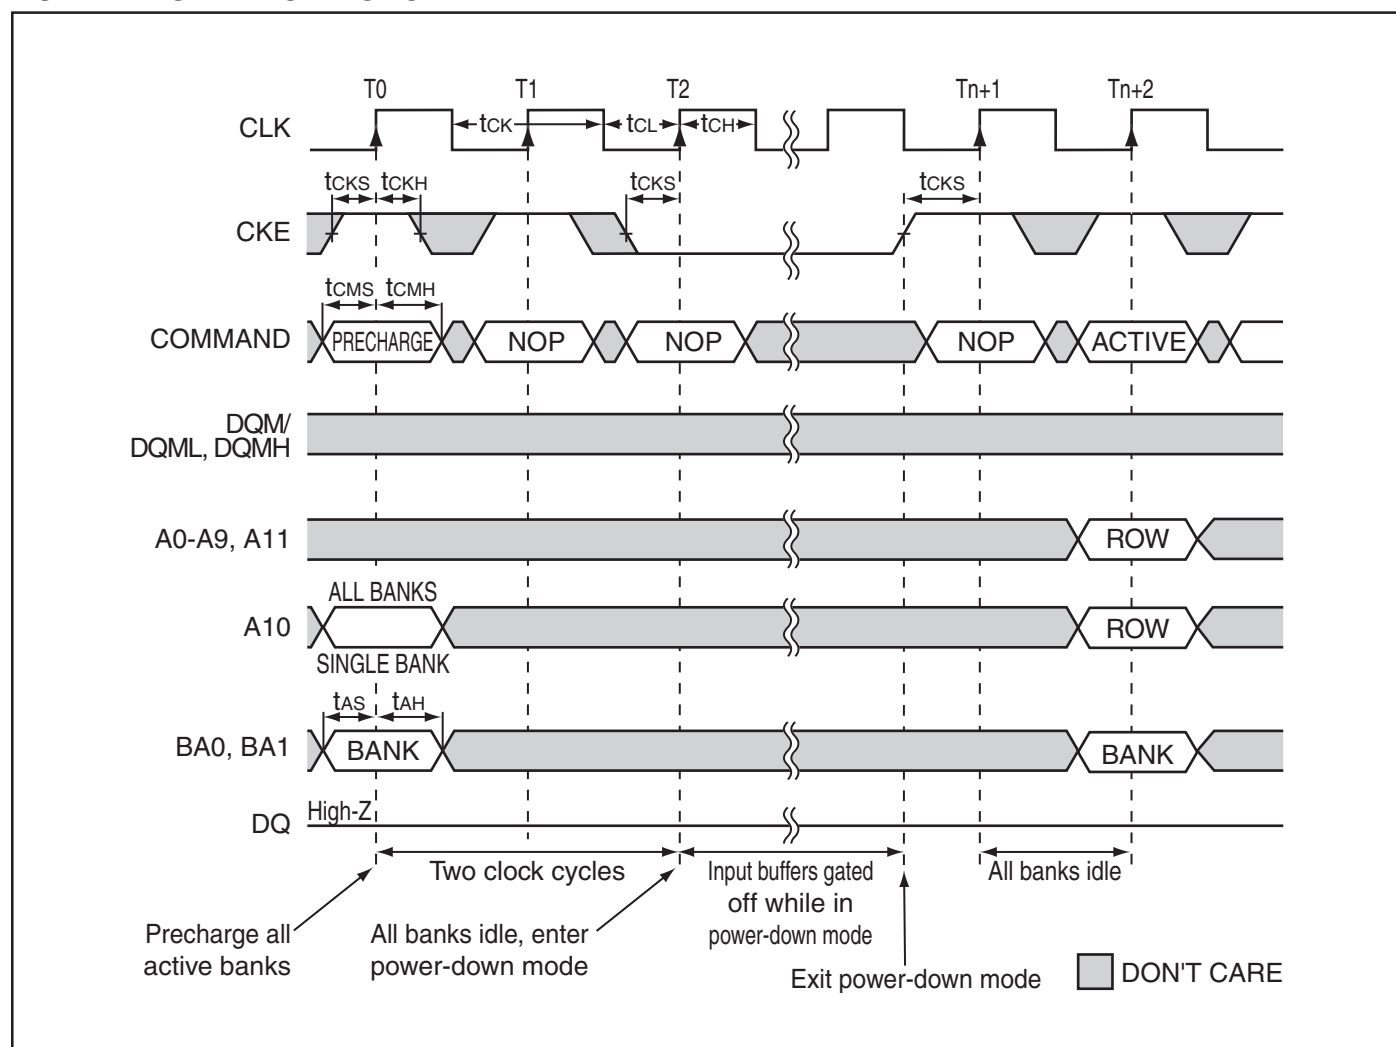 T0 T1 T2 Tn+1 Tn+2
CLK
tCK tCL tCH
tCKS tCKH tCKS tCKS
CKE
tCMS tCMH
COMMAND PRECHARGE NOP NOP NOP ACTIVE
DQM/
DQML, DQMH
A0-A9, A11 ROW
ALL BANKS
A10 ROW
SINGLE BANK
tAS tAH
BA0, BA1 BANK BANK
DQ High-Z
Two clock cycles
Input buffers gated
off while in
power-down mode
All banks idle
Precharge all
active banks
All banks idle, enter
power-down mode
Exit power-down mode
DON'T CARE